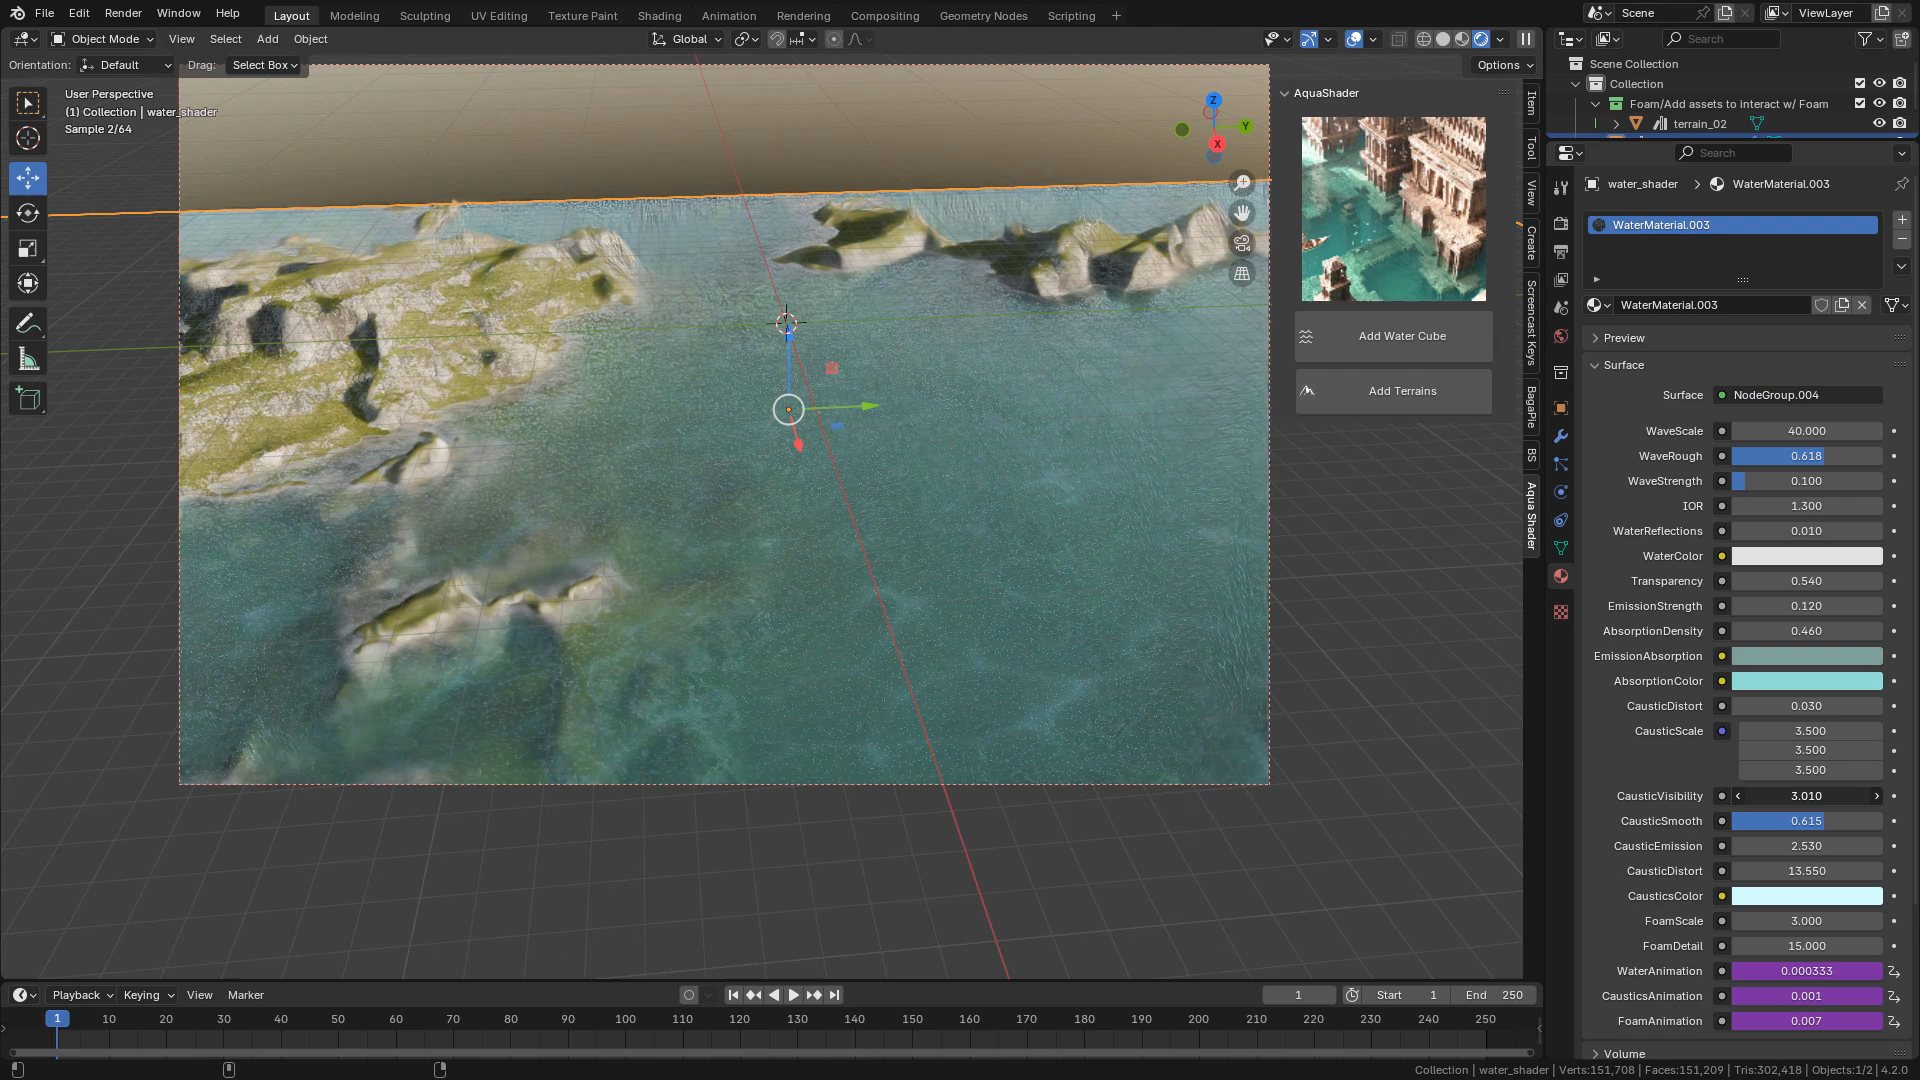 File Edit Render Window Help Layout Modeling Sculpting UV Editing Texture Paint Shading Animation Rendering Compositing Geometry Nodes Scripting + Scene ViewLayer
Object Mode View Select Add Object Global Search
Orientation: Default Drag: Select Box Options
User Perspective
(1) Collection | water_shader
Sample 2/64
Z
Y
X
AquaShader
Add Water Cube
Add Terrains
Item
Tool
View
Create
Screencast Keys
BagaPie
BS
Aqua Shader
Scene Collection
Collection
Foam/Add assets to interact w/ Foam
terrain_02
Search
water_shader > WaterMaterial.003
WaterMaterial.003
WaterMaterial.003
Preview
Surface
Surface NodeGroup.004
WaveScale 40.000
WaveRough 0.618
WaveStrength 0.100
IOR 1.300
WaterReflections 0.010
WaterColor
Transparency 0.540
EmissionStrength 0.120
AbsorptionDensity 0.460
EmissionAbsorption
AbsorptionColor
CausticDistort 0.030
CausticScale 3.500
3.500
3.500
CausticVisibility 3.010
CausticSmooth 0.615
CausticEmission 2.530
CausticDistort 13.550
CausticsColor
FoamScale 3.000
FoamDetail 15.000
WaterAnimation 0.000333
CausticsAnimation 0.001
FoamAnimation 0.007
Volume
Playback Keying View Marker 1 Start 1 End 250
1 10 20 30 40 50 60 70 80 90 100 110 120 130 140 150 160 170 180 190 200 210 220 230 240 250
Collection | water_shader | Verts:151,708 | Faces:151,209 | Tris:302,418 | Objects:1/2 | 4.2.0